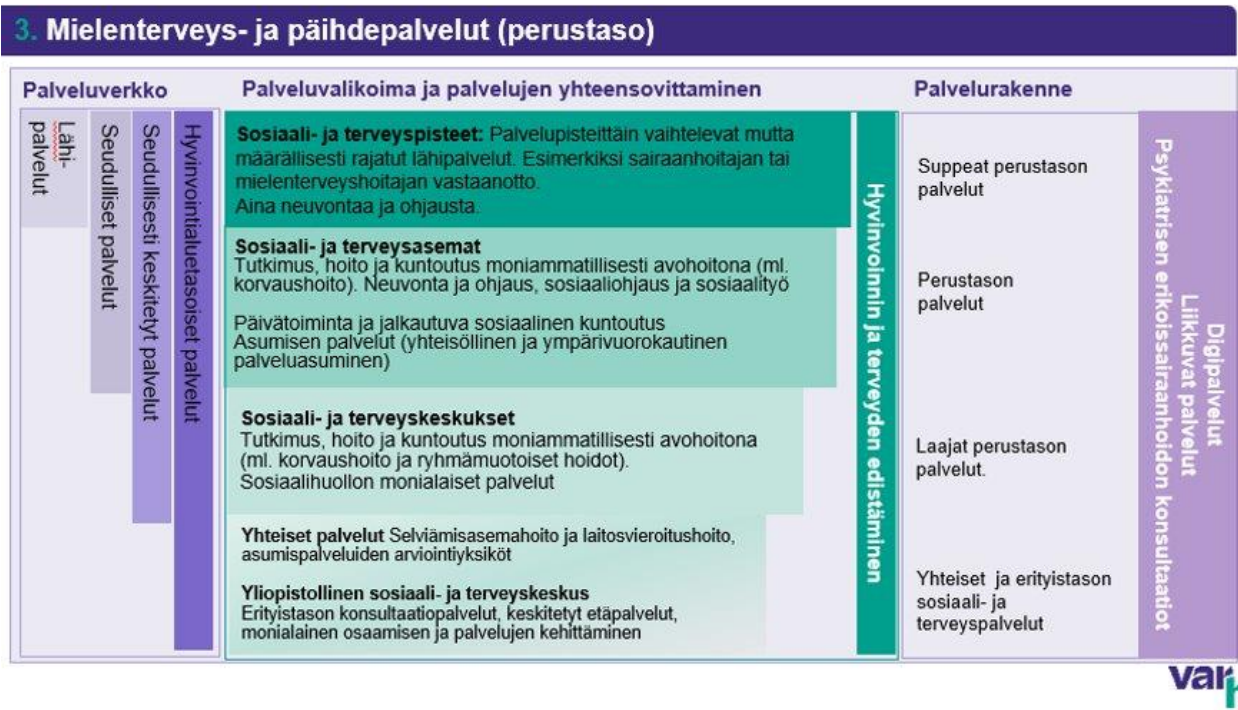 3. Mielenterveys- ja päihdepalvelut (perustaso)
Palveluverkko
Palveluvalikoima ja palvelujen yhteensovittaminen
Palvelurakenne
Lähi-
palvelut
Seudulliset palvelut
Seudullisesti keskitetyt palvelut
Hyvinvointialuetasoiset palvelut
Sosiaali- ja terveyspisteet: Palvelupisteittäin vaihtelevat mutta
määrällisesti rajatut lähipalvelut. Esimerkiksi sairaanhoitajan tai
mielenterveyshoitajan vastaanotto.
Aina neuvontaa ja ohjausta.
Sosiaali- ja terveysasemat
Tutkimus, hoito ja kuntoutus moniammatillisesti avohoitona (ml.
korvaushoito). Neuvonta ja ohjaus, sosiaaliohjaus ja sosiaalityö
Päivätoiminta ja jalkautuva sosiaalinen kuntoutus
Asumisen palvelut (yhteisöllinen ja ympärivuorokautinen
palveluasuminen)
Sosiaali- ja terveyskeskukset
Tutkimus, hoito ja kuntoutus moniammatillisesti avohoitona
(ml. korvaushoito ja ryhmämuotoiset hoidot).
Sosiaalihuollon monialaiset palvelut
Yhteiset palvelut Selviämisasemahoito ja laitosvieroitushoito,
asumispalveluiden arviointiyksiköt
Yliopistollinen sosiaali- ja terveyskeskus
Erityistason konsultaatiopalvelut, keskitetyt etäpalvelut,
monialainen osaamisen ja palvelujen kehittäminen
Hyvinvoinnin ja terveyden edistäminen
Suppeat perustason
palvelut
Perustason
palvelut
Laajat perustason
palvelut.
Yhteiset ja erityistason
sosiaali- ja
terveyspalvelut
Digipalvelut
Liikkuvat palvelut
Psykiatrisen erikoissairaanhoidon konsultaatiot